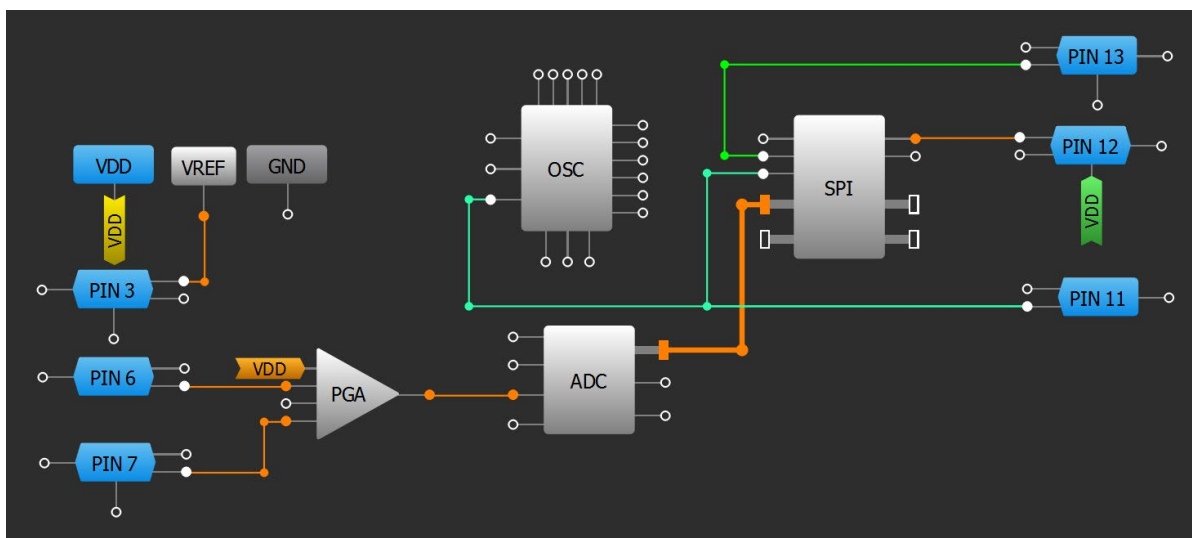 PIN 13
OSC
SPI
PIN 12
VDD
VREF
GND
VDD
VDD
PIN 3
PIN 11
PIN 6
VDD
PGA
ADC
PIN 7